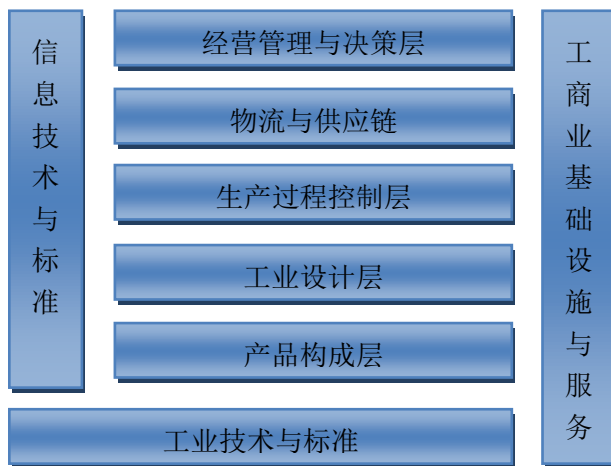 信息技术与标准
经营管理与决策层
物流与供应链
生产过程控制层
工业设计层
产品构成层
工业技术与标准
工商业基础设施与服务